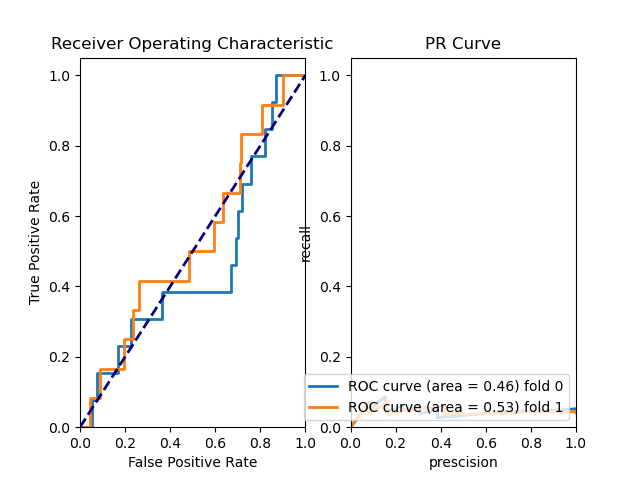 Receiver Operating Characteristic
PR Curve
1.0
0.8
0.6
0.4
0.2
0.0
True Positive Rate
0.0 0.2 0.4 0.6 0.8 1.0
False Positive Rate
1.0
0.8
0.6
0.4
0.2
0.0
recall
ROC curve (area = 0.46) fold 0
ROC curve (area = 0.53) fold 1
0.0 0.2 0.4 0.6 0.8 1.0
prescision